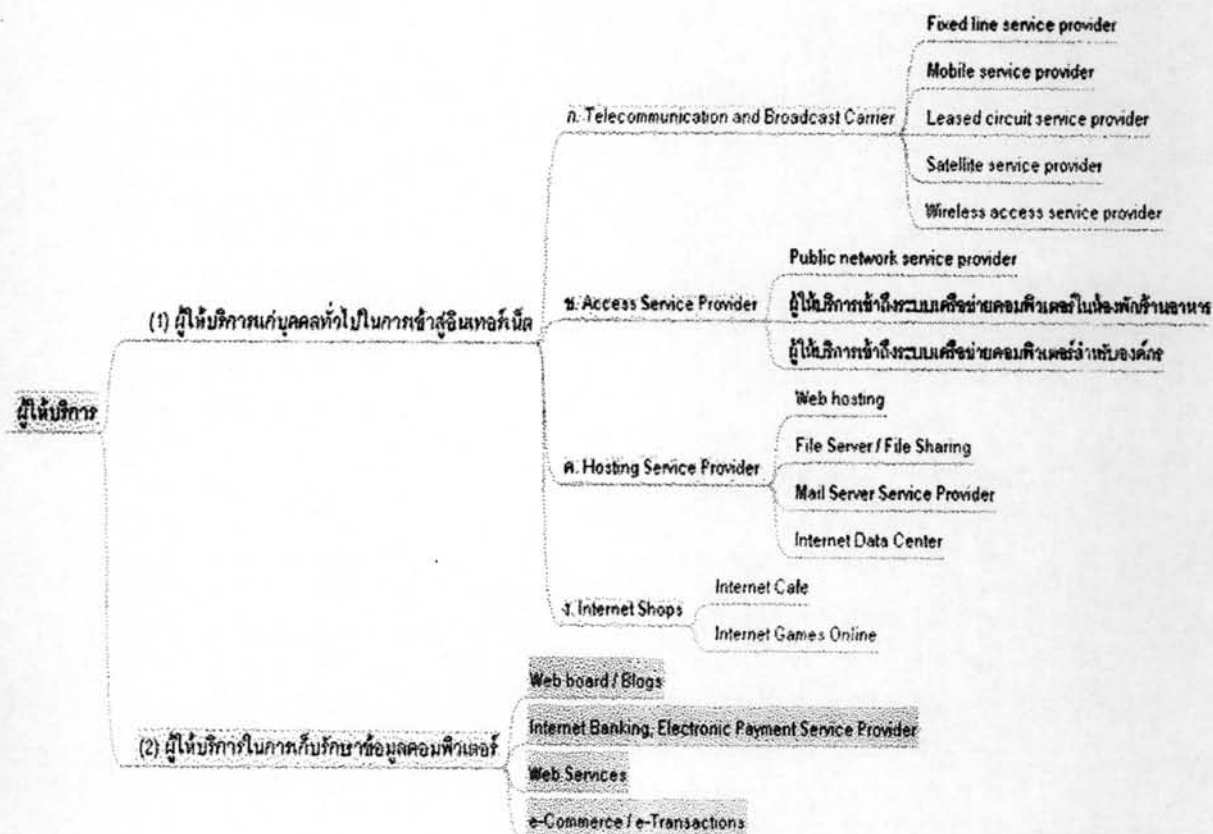 ผู้ให้บริการ
(1) ผู้ให้บริการแก่บุคคลทั่วไปในการเข้าสู่อินเทอร์เน็ต
ก. Telecommunication and Broadcast Carrier
Fixed line service provider
Mobile service provider
Leased circuit service provider
Satellite service provider
Wireless access service provider
ข. Access Service Provider
Public network service provider
ผู้ให้บริการเข้าถึงระบบเครือข่ายคอมพิวเตอร์ในห้องพักร้านอาหาร
ผู้ให้บริการเข้าถึงระบบเครือข่ายคอมพิวเตอร์สำหรับองค์กร
ค. Hosting Service Provider
Web hosting
File Server / File Sharing
Mail Server Service Provider
Internet Data Center
ง. Internet Shops
Internet Cafe
Internet Games Online
(2) ผู้ให้บริการในการเก็บรักษาข้อมูลคอมพิวเตอร์
Web board / Blogs
Internet Banking, Electronic Payment Service Provider
Web Services
e-Commerce / e-Transactions